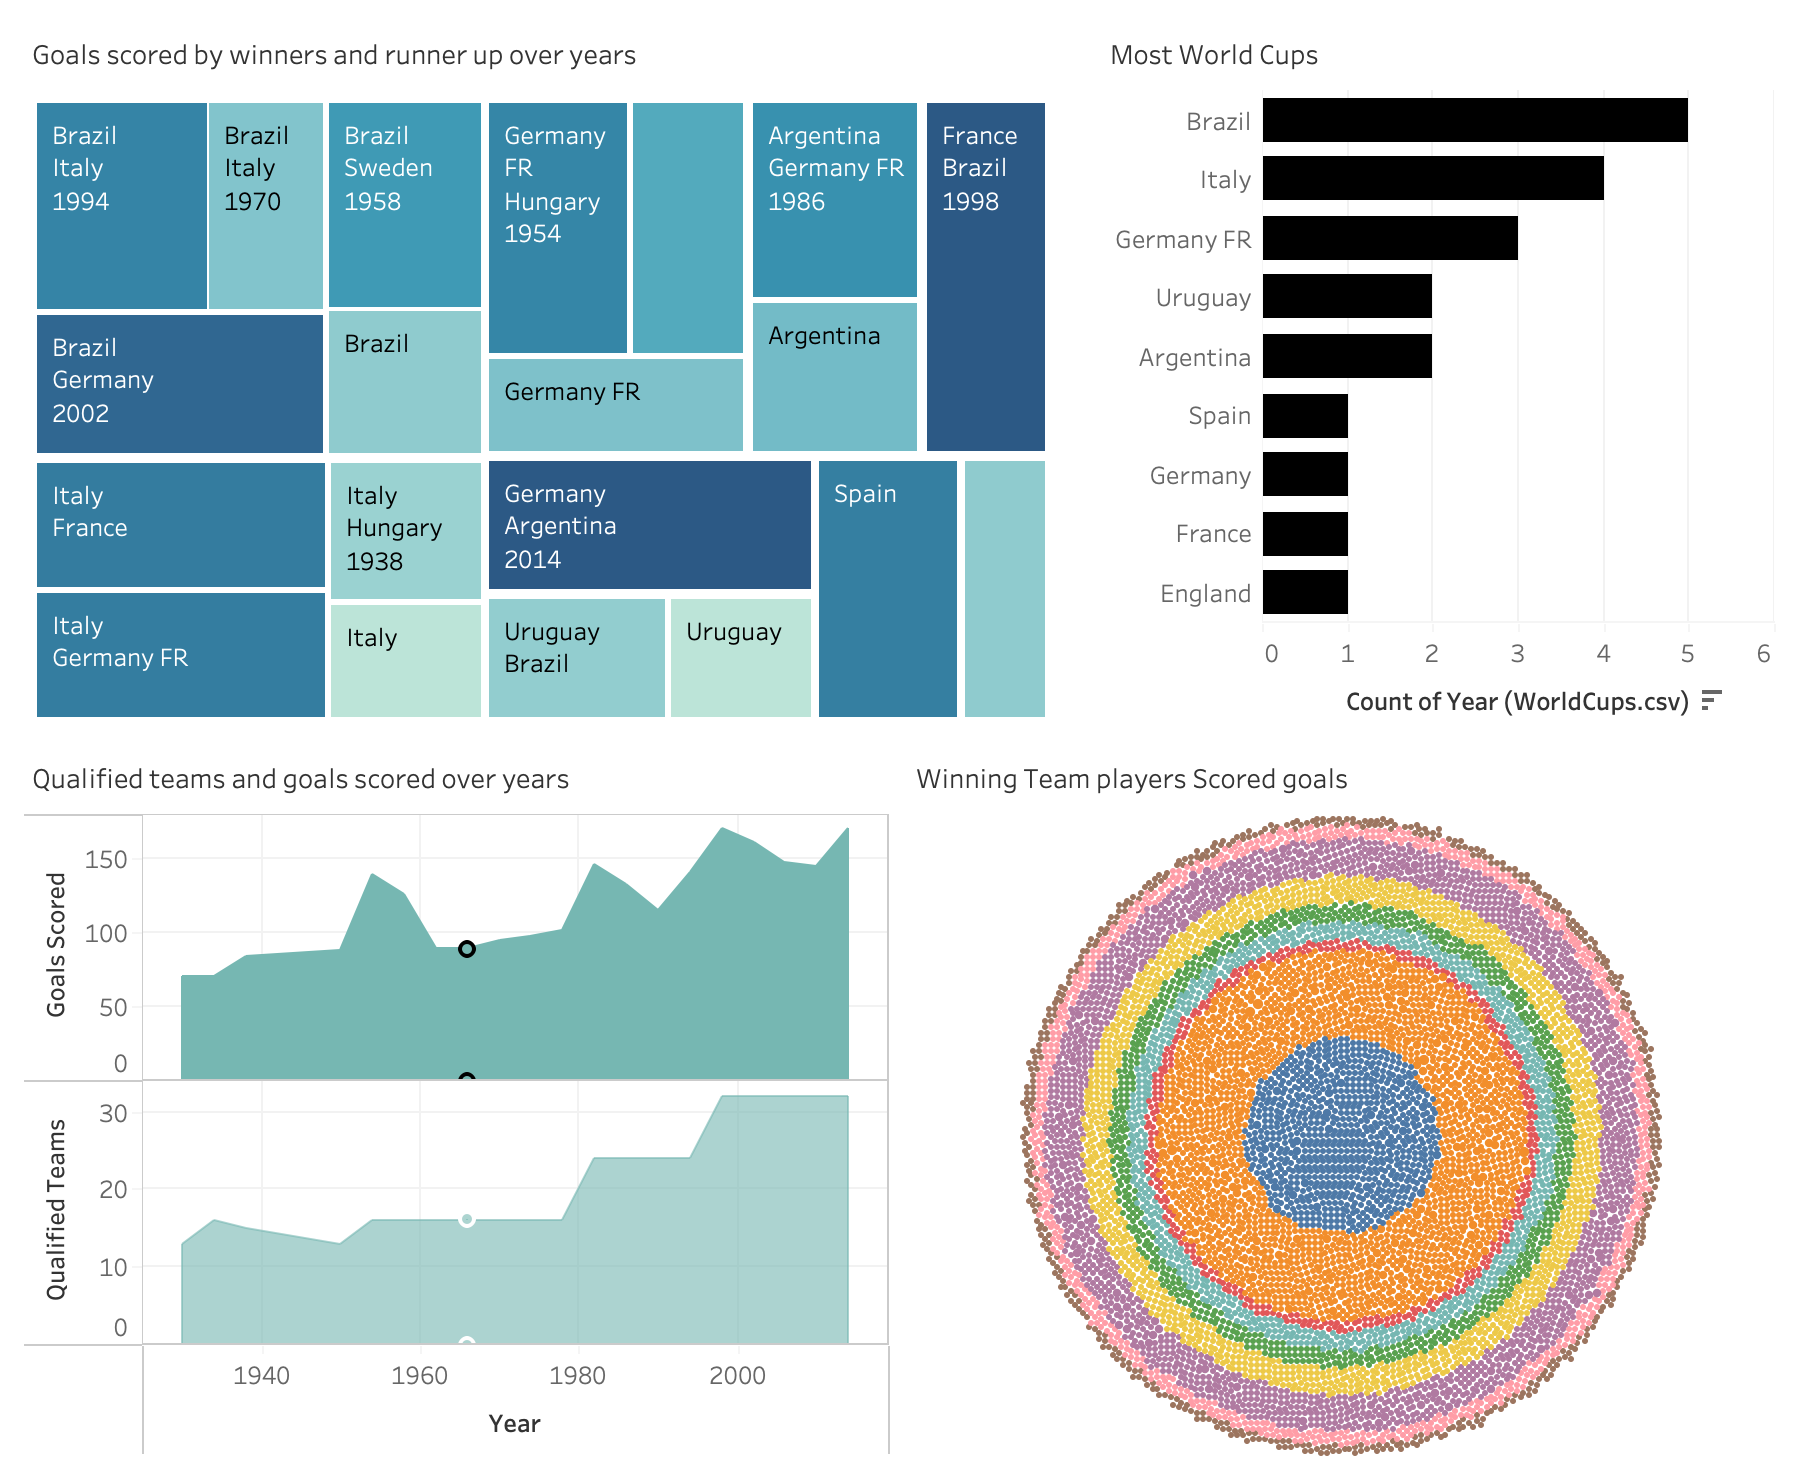 Goals scored by winners and runner up over years
Brazil
Italy
1994
Brazil
Italy
1970
Brazil
Sweden
1958
Germany
FR
Hungary
1954
Argentina
Germany FR
1986
France
Brazil
1998
Brazil
Germany
2002
Brazil
Germany FR
Argentina
Italy
France
Italy
Hungary
1938
Germany
Argentina
2014
Spain
Italy
Germany FR
Italy
Uruguay
Brazil
Uruguay
Most World Cups
Brazil
Italy
Germany FR
Uruguay
Argentina
Spain
Germany
France
England
0 1 2 3 4 5 6
Count of Year (WorldCups.csv)
Qualified teams and goals scored over years
Goals Scored
150
100
50
0
Qualified Teams
30
20
10
0
1940 1960 1980 2000
Year
Winning Team players Scored goals